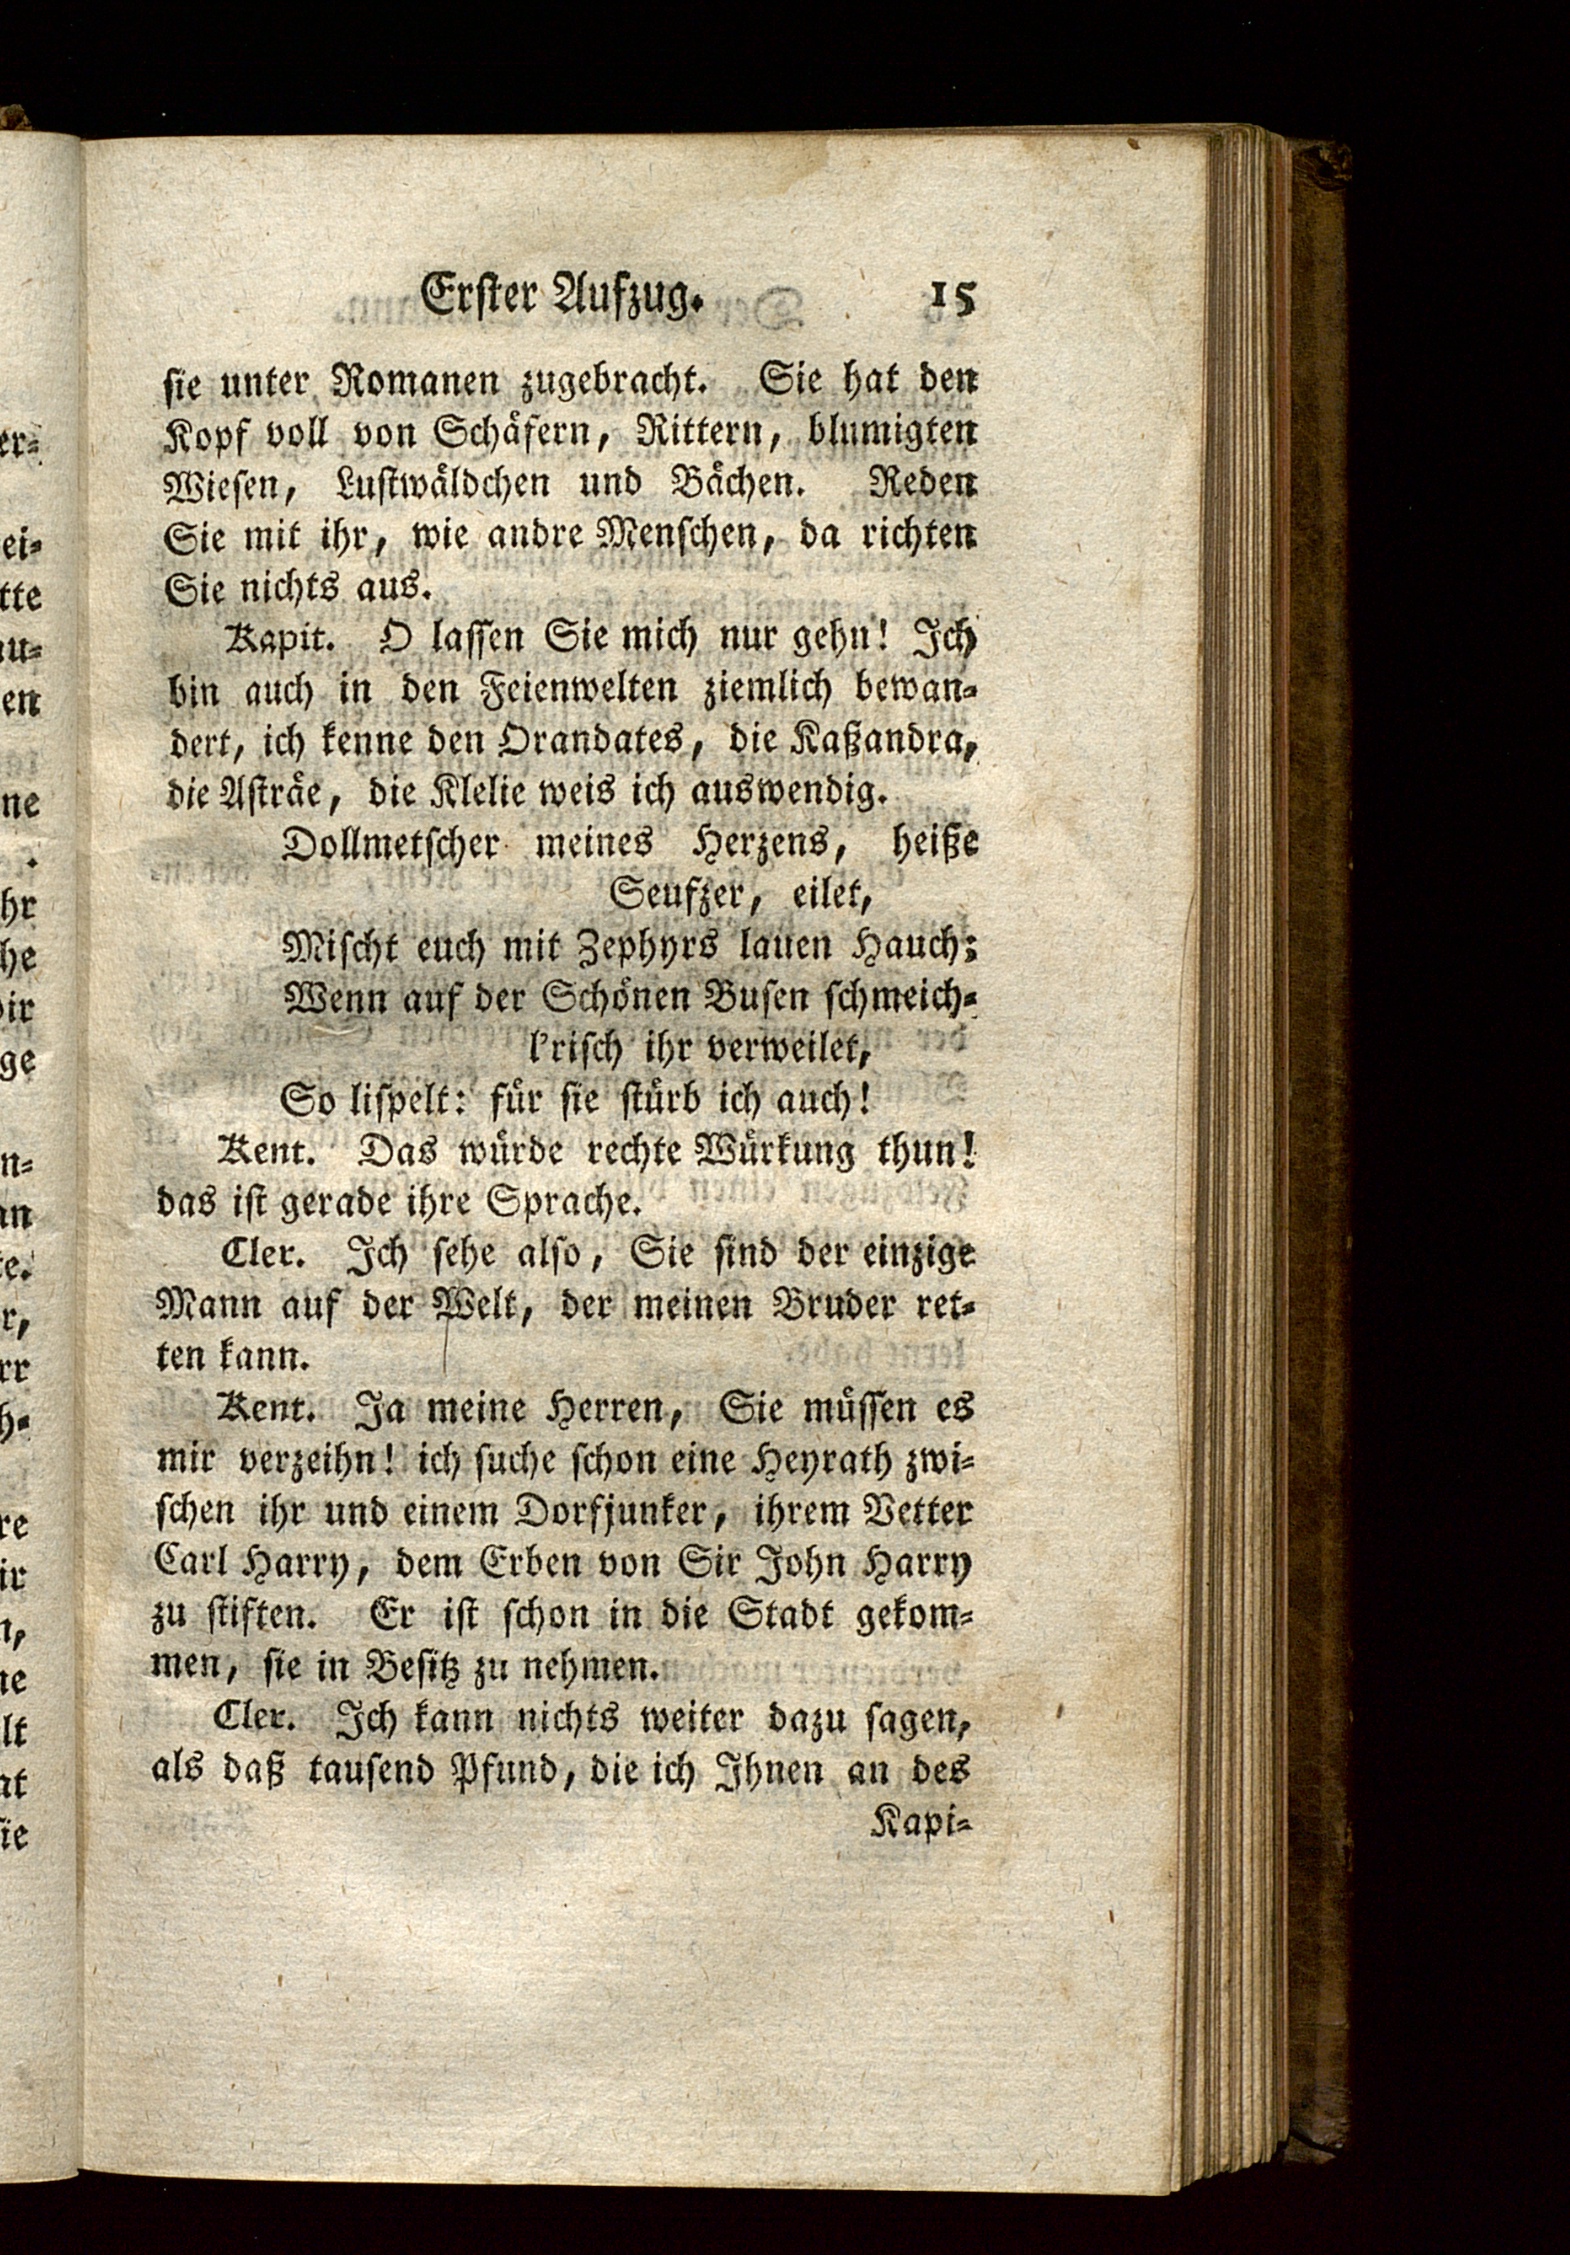 Erster Aufzug. 15
sie unter Romanen zugebracht. Sie hat den
Kopf voll von Schäfern, Rittern, blumigten
Wiesen, Lustwäldchen und Bächen. Reden
Sie mit ihr, wie andre Menschen, da richten
Sie nichts aus.
Kapit. O lassen Sie mich nur gehn! Ich
bin auch in den Feienwelten ziemlich bewan-
dert, ich kenne den Orandates, die Kaßandra,
die Asträe, die Klelie weis ich auswendig.
Dollmetscher meines Herzens, heiße
Seufzer, eilet,
Mischt euch mit Zephyrs lauen Hauch;
Wenn auf der Schönen Busen schmeich-
l'risch ihr verweilet,
So lispelt: für sie stürb ich auch!
Kent. Das würde rechte Würkung thun!
das ist gerade ihre Sprache.
Cler. Ich sehe also, Sie sind der einzige
Mann auf der Welt, der meinen Bruder ret-
ten kann.
Kent. Ja meine Herren, Sie müssen es
mir verzeihn! ich suche schon eine Heyrath zwi-
schen ihr und einem Dorfjunker, ihrem Vetter
Carl Harry, dem Erben von Sir John Harry
zu stiften. Er ist schon in die Stadt gekom-
men, sie in Besitz zu nehmen.
Cler. Ich kann nichts weiter dazu sagen,
als daß tausend Pfund, die ich Ihnen an des
Kapi-